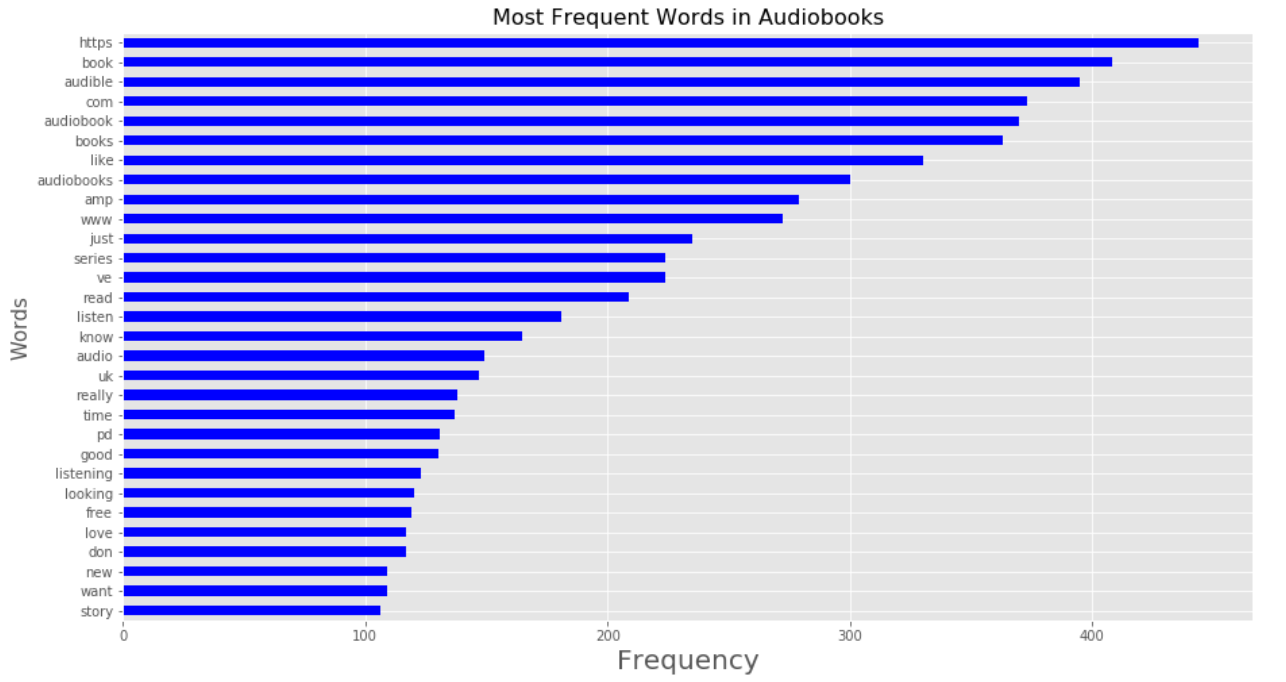 Most Frequent Words in Audiobooks
https
book
audible
com
audiobook
books
like
audiobooks
amp
www
just
series
ve
read
listen
know
audio
uk
really
time
pd
good
listening
looking
free
love
don
new
want
story
Words
0 100 200 300 400
Frequency